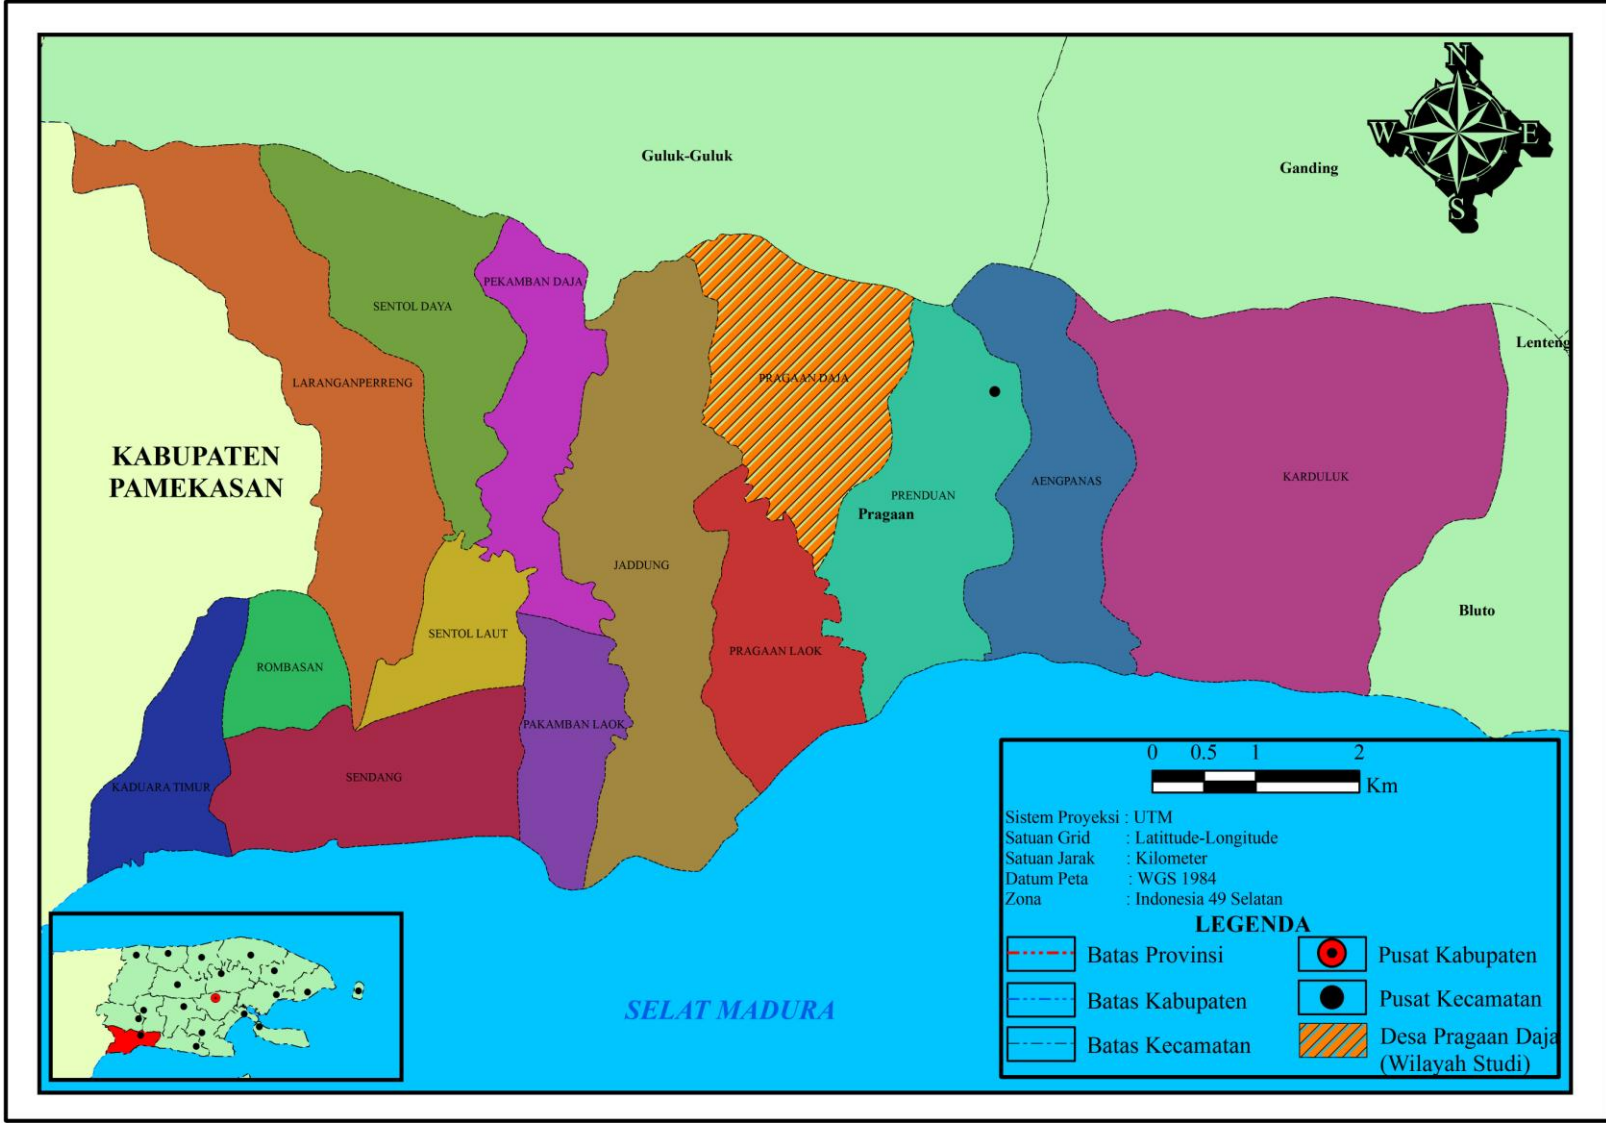 N
W
E
S
Guluk-Guluk
Ganding
PEKAMBAN DAJA
SENTOL DAYA
Lenteng
PRAGAAN DAJA
LARANGANPERRENG
KABUPATEN
PAMEKASAN
KARDULUK
AENGPANAS
PRENDUAN
Pragaan
JADDUNG
Bluto
SENTOL LAUT
PRAGAAN LAOK
ROMBASAN
PAKAMBAN LAOK
SENDANG
KADUARA TIMUR
0 0.5 1 2
Km
Sistem Proyeksi : UTM
Satuan Grid : Latittude-Longitude
Satuan Jarak : Kilometer
Datum Peta : WGS 1984
Zona : Indonesia 49 Selatan
LEGENDA
Batas Provinsi
Pusat Kabupaten
Batas Kabupaten
Pusat Kecamatan
Batas Kecamatan
Desa Pragaan Daja
(Wilayah Studi)
SELAT MADURA